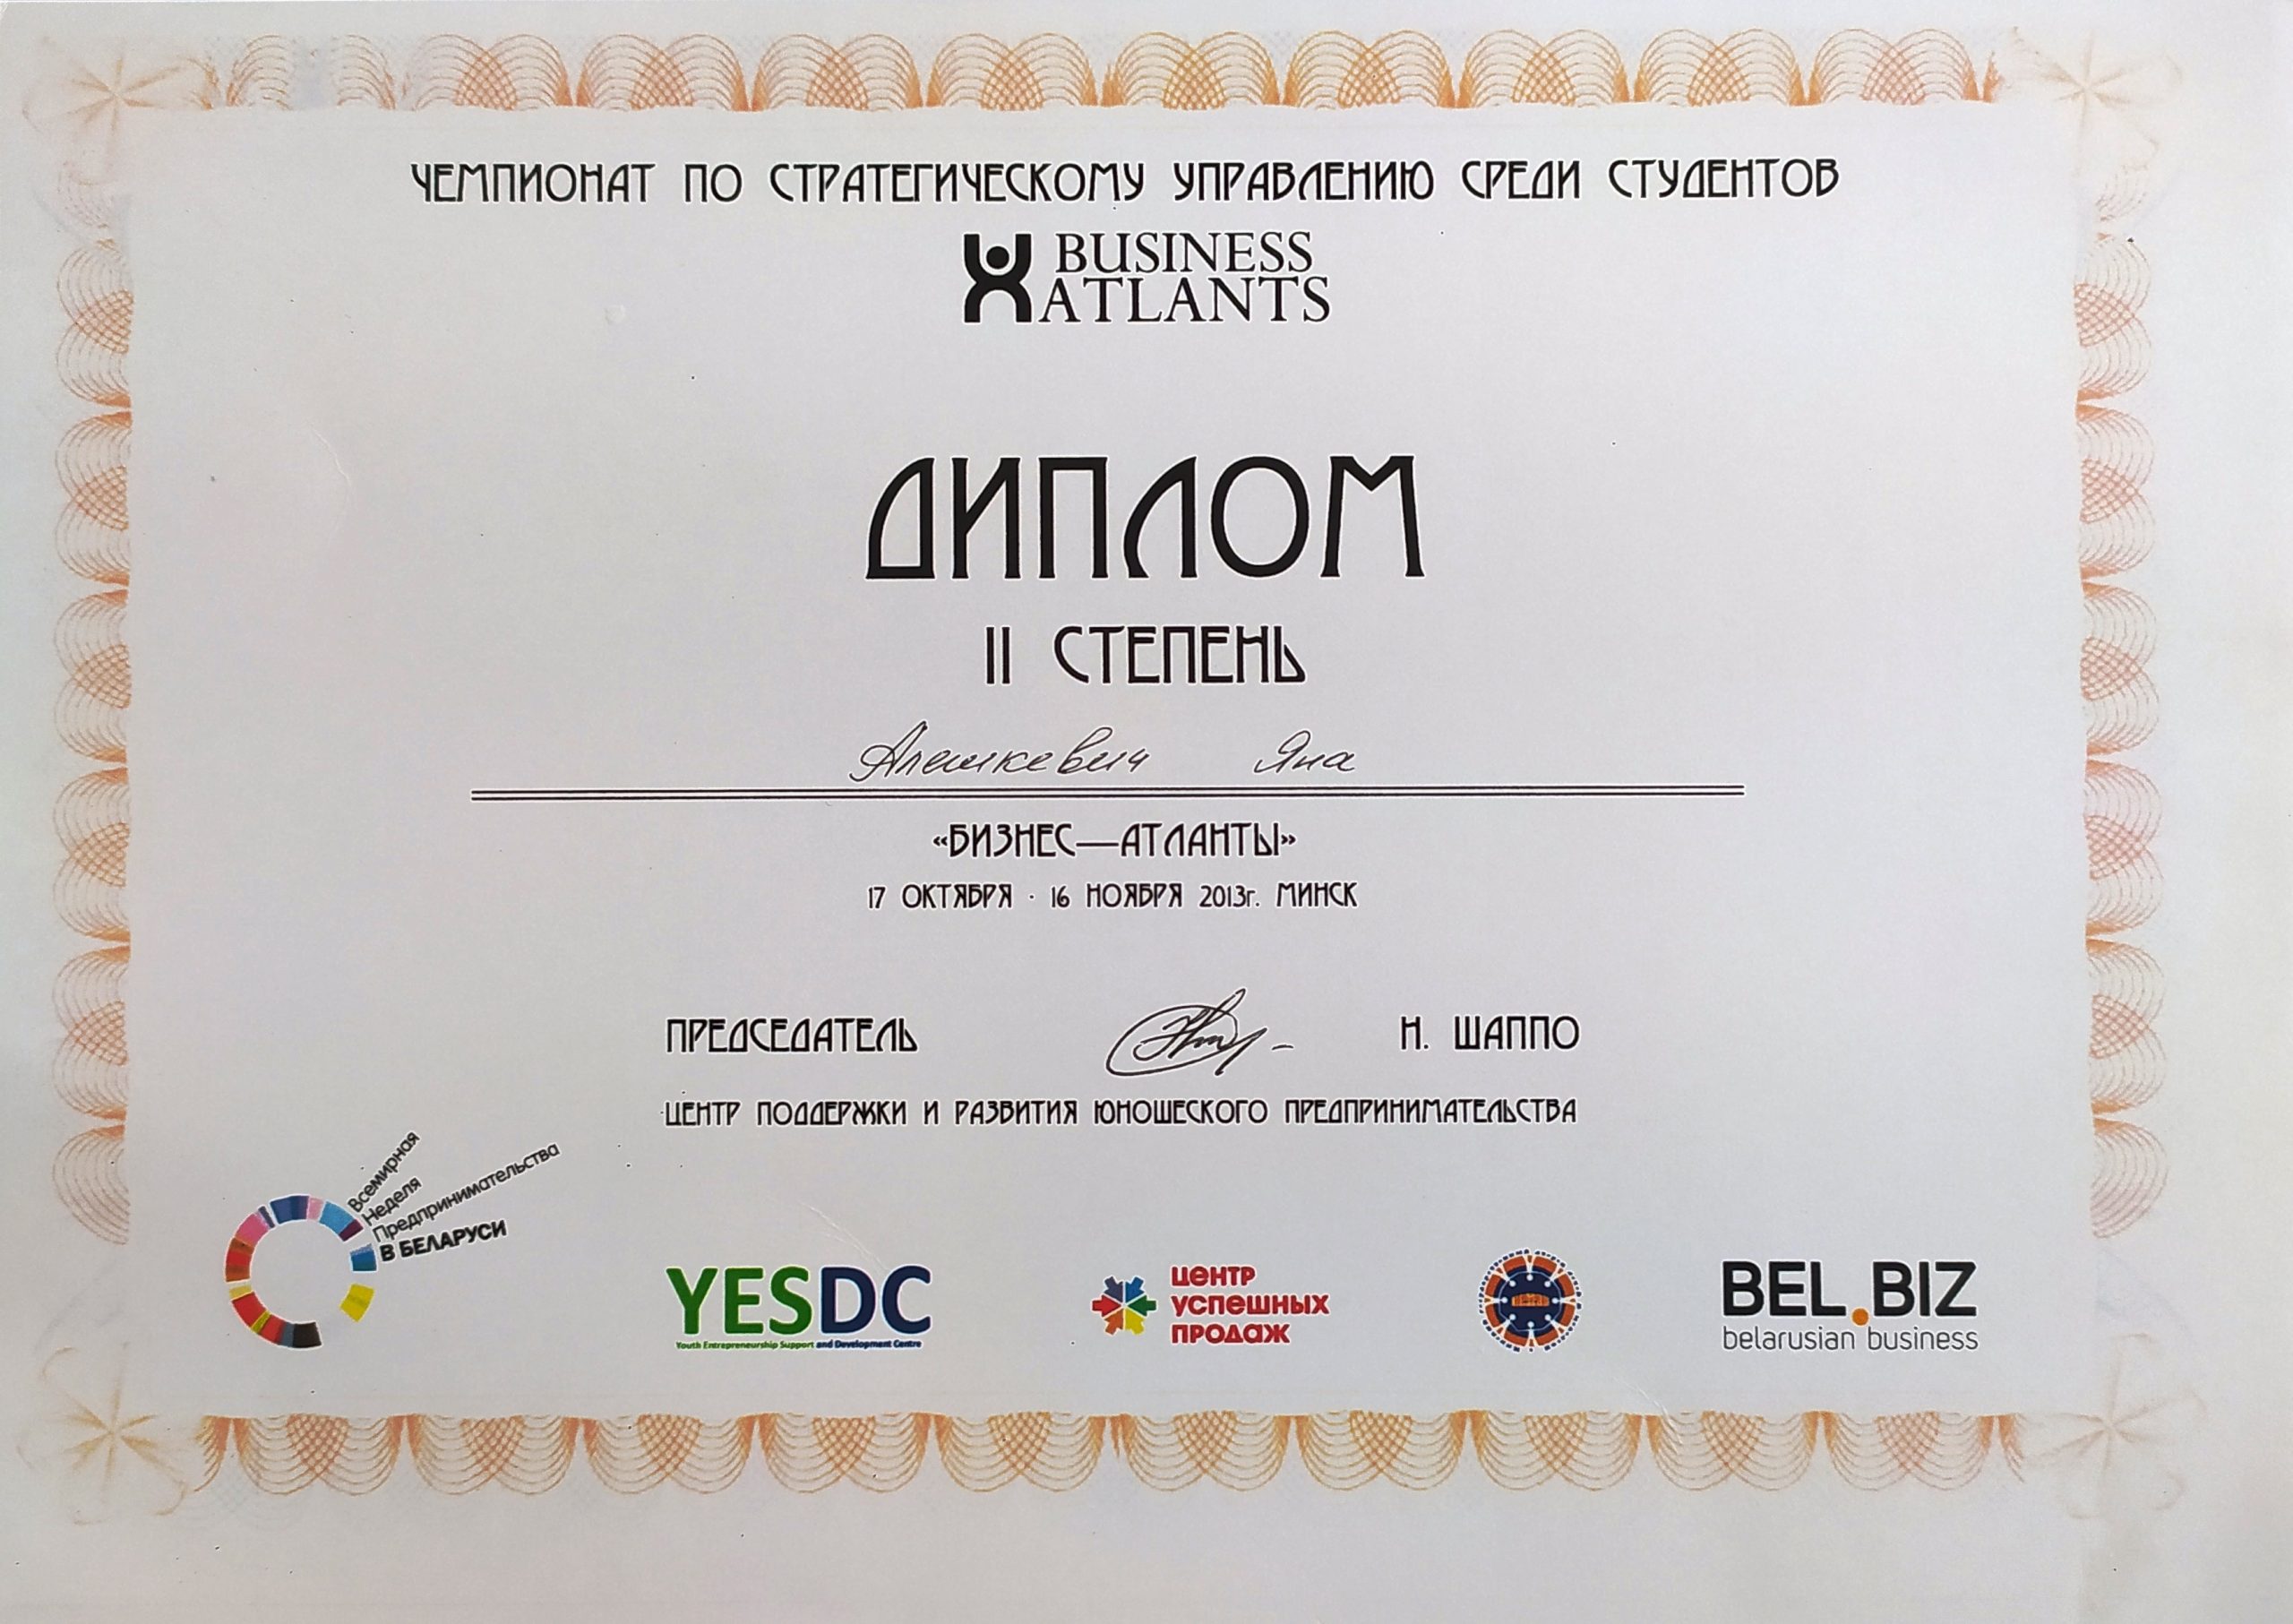 ЧЕМПИОНАТ ПО СТРАТЕГИЧЕСКОМУ УПРАВЛЕНИЮ СРЕДИ СТУДЕНТОВ
BUSINESS
ATLANTS
ДИПЛОМ
II СТЕПЕНЬ
Алешкевич Яна
«БИЗНЕС—АТЛАНТЫ»
17 ОКТЯБРЯ - 16 НОЯБРЯ 2013г. МИНСК
ПРЕДСЕДАТЕЛЬ Н. ШАППО
ЦЕНТР ПОДДЕРЖКИ И РАЗВИТИЯ ЮНОШЕСКОГО ПРЕДПРИНИМАТЕЛЬСТВА
Всемирная
Неделя
Предпринимательства
В БЕЛАРУСИ
YESDC
Youth Entrepreneurship Support and Development Centre
ЦЕНТР
УСПЕШНЫХ
ПРОДАЖ
BEL.BIZ
belarusian business